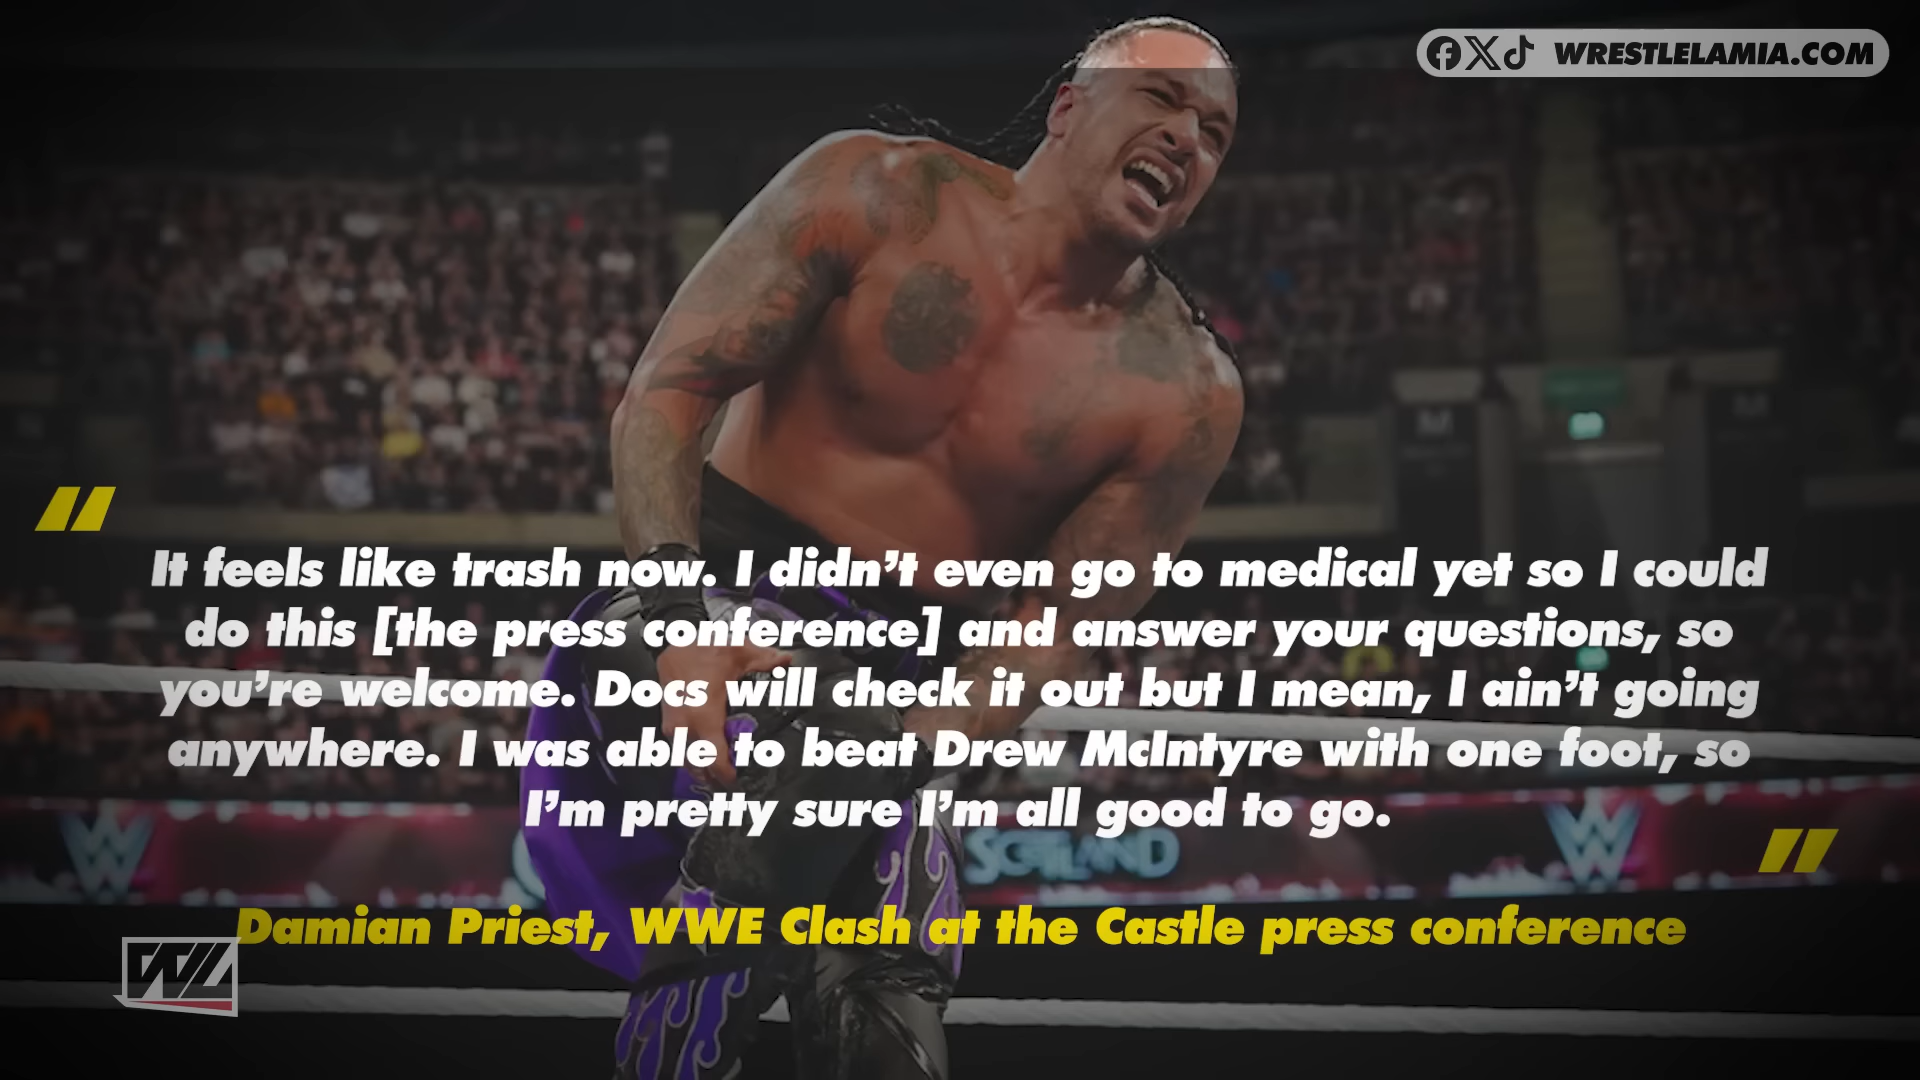 WRESTLELAMIA.COM
"
It feels like trash now. I didn't even go to medical yet so I could
do this [the press conference] and answer your questions, so
you're welcome. Docs will check it out but I mean, I ain't going
anywhere. I was able to beat Drew McIntyre with one foot, so
I'm pretty sure I'm all good to go.
"
SCOTLAND
Damian Priest, WWE Clash at the Castle press conference
WL